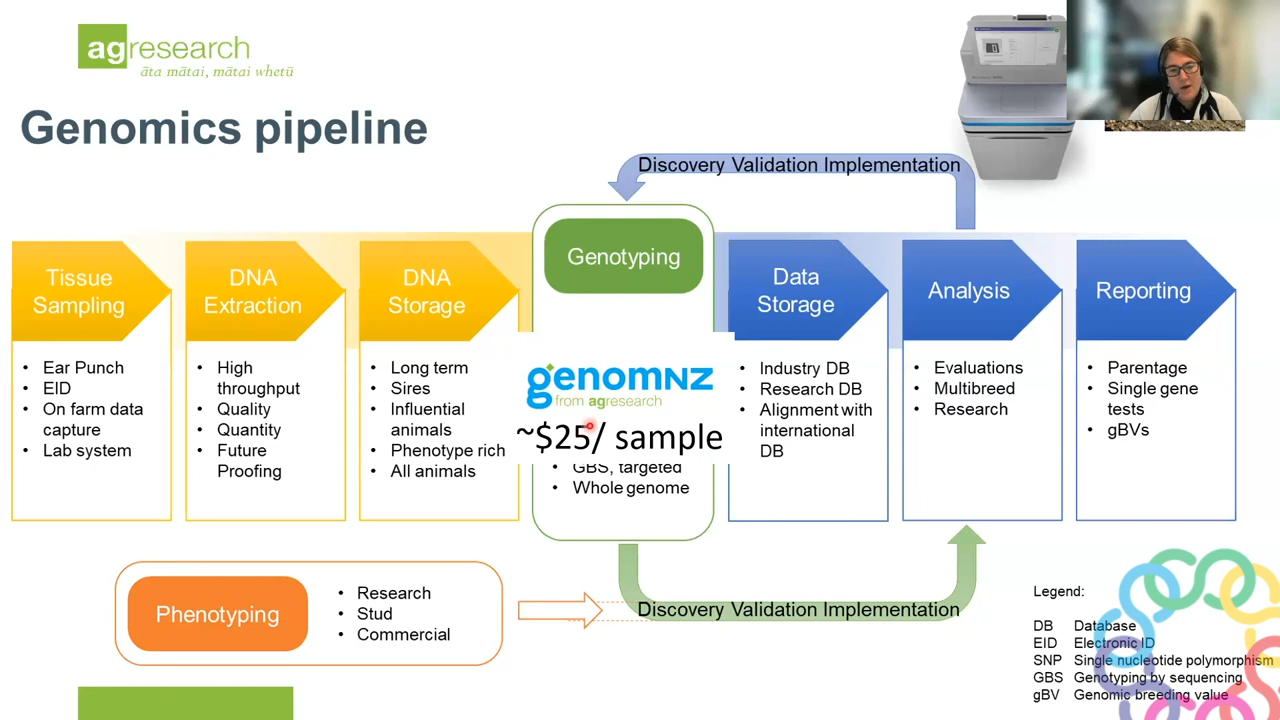 agresearch
āta mātai, mātai whetū
Genomics pipeline
Discovery Validation Implementation
Tissue
Sampling
• Ear Punch
• EID
• On farm data
capture
• Lab system
DNA
Extraction
• High
throughput
• Quality
• Quantity
• Future
Proofing
DNA
Storage
• Long term
• Sires
• Influential
animals
• Phenotype rich
• All animals
Genotyping
genomnz
from agresearch
~$25/ sample
• GBS, targeted
• Whole genome
Data
Storage
• Industry DB
• Research DB
• Alignment with
international
DB
Analysis
• Evaluations
• Multibreed
• Research
Reporting
• Parentage
• Single gene
tests
• gBVs
Phenotyping
• Research
• Stud
• Commercial
Discovery Validation Implementation
Legend:
DB Database
EID Electronic ID
SNP Single nucleotide polymorphism
GBS Genotyping by sequencing
gBV Genomic breeding value